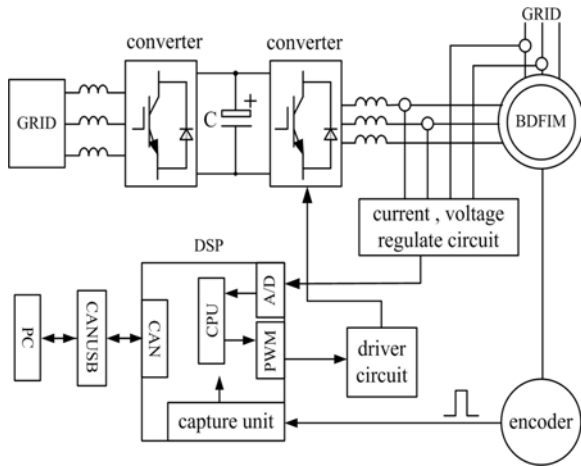 GRID
converter
converter
GRID
C
+
BDFIM
current , voltage
regulate circuit
DSP
A/D
CPU
PWM
CAN
CANUSB
PC
driver
circuit
capture unit
encoder